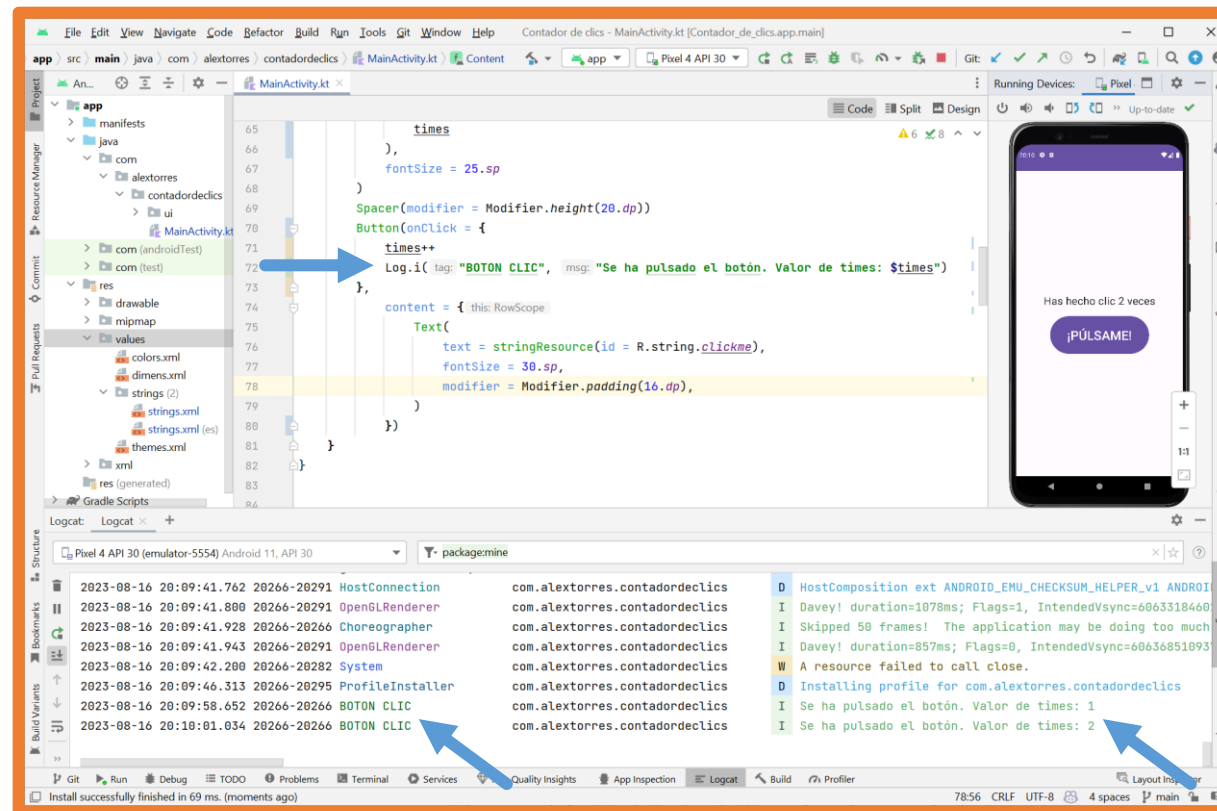 File Edit View Navigate Code Refactor Build Run Tools Git Window Help Contador de clics - MainActivity.kt [Contador_de_clics.app.main]
app src main java com alextorres contadordeclics MainActivity.kt Content app Pixel 4 API 30 Git:
Project
Resource Manager
Commit
Pull Requests
Structure
Bookmarks
Build Variants
An...
app
manifests
java
com
alextorres
contadordeclics
ui
MainActivity.kt
com (androidTest)
com (test)
res
drawable
mipmap
values
colors.xml
dimens.xml
strings (2)
strings.xml
strings.xml (es)
themes.xml
xml
res (generated)
Gradle Scripts
MainActivity.kt
Code Split Design
6 8
65 times
66 ),
67 fontSize = 25.sp
68 )
69 Spacer(modifier = Modifier.height(20.dp))
70 Button(onClick = {
71 times++
72 Log.i( tag: "BOTON CLIC", msg: "Se ha pulsado el botón. Valor de times: $times")
73 },
74 content = { this: RowScope
75 Text(
76 text = stringResource(id = R.string.clickme),
77 fontSize = 30.sp,
78 modifier = Modifier.padding(16.dp),
79 )
80 })
81 }
82 }
83
84
Running Devices: Pixel
Up-to-date
20:10
Has hecho clic 2 veces
¡PÚLSAME!
+
−
1:1
Logcat: Logcat +
Pixel 4 API 30 (emulator-5554) Android 11, API 30 package:mine
2023-08-16 20:09:41.762 20266-20291 HostConnection com.alextorres.contadordeclics D HostComposition ext ANDROID_EMU_CHECKSUM_HELPER_v1
2023-08-16 20:09:41.800 20266-20291 OpenGLRenderer com.alextorres.contadordeclics I Davey! duration=1078ms; Flags=1,
2023-08-16 20:09:41.928 20266-20266 Choreographer com.alextorres.contadordeclics I Skipped 50 frames! The application may be doing too much
2023-08-16 20:09:41.943 20266-20291 OpenGLRenderer com.alextorres.contadordeclics I Davey! duration=857ms; Flags=0,
2023-08-16 20:09:42.200 20266-20282 System com.alextorres.contadordeclics W A resource failed to call close.
2023-08-16 20:09:46.313 20266-20295 ProfileInstaller com.alextorres.contadordeclics D Installing profile for com.alextorres.contadordeclics
2023-08-16 20:09:58.652 20266-20266 BOTON CLIC com.alextorres.contadordeclics I Se ha pulsado el botón. Valor de times: 1
2023-08-16 20:10:01.034 20266-20266 BOTON CLIC com.alextorres.contadordeclics I Se ha pulsado el botón. Valor de times: 2
Git Run Debug TODO Problems Terminal Services Quality Insights App Inspection Logcat Build Profiler Layout
Install successfully finished in 69 ms. (moments ago) 78:56 CRLF UTF-8 4 spaces main